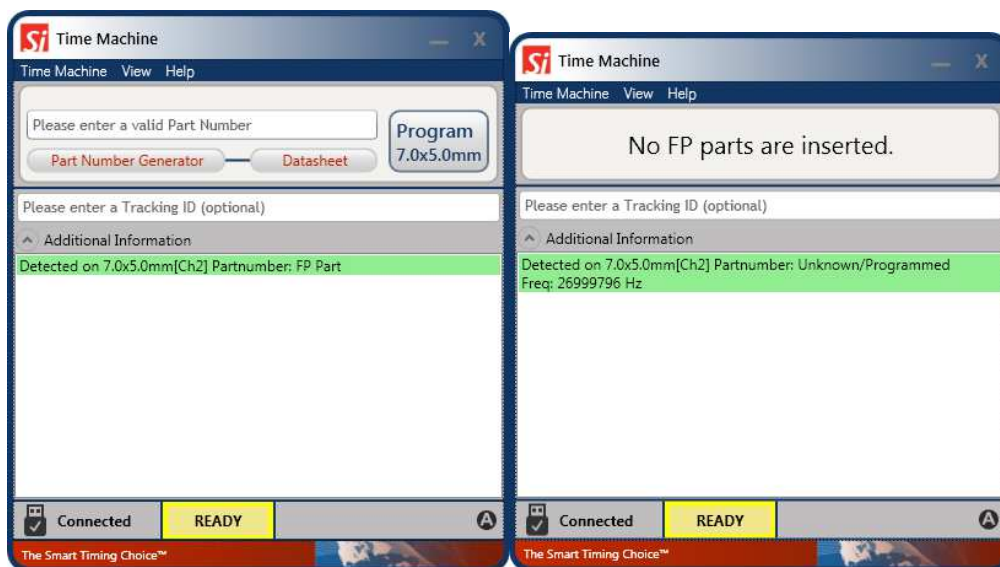 Si Time Machine
Time Machine View Help
Please enter a valid Part Number
Part Number Generator
Datasheet
Program
7.0x5.0mm
Please enter a Tracking ID (optional)
Additional Information
Detected on 7.0x5.0mm[Ch2] Partnumber: FP Part
Connected
READY
A
The Smart Timing Choice™
Si Time Machine
X
Time Machine View Help
No FP parts are inserted.
Please enter a Tracking ID (optional)
Additional Information
Detected on 7.0x5.0mm[Ch2] Partnumber: Unknown/Programmed
Freq: 26999796 Hz
Connected
READY
A
The Smart Timing Choice™